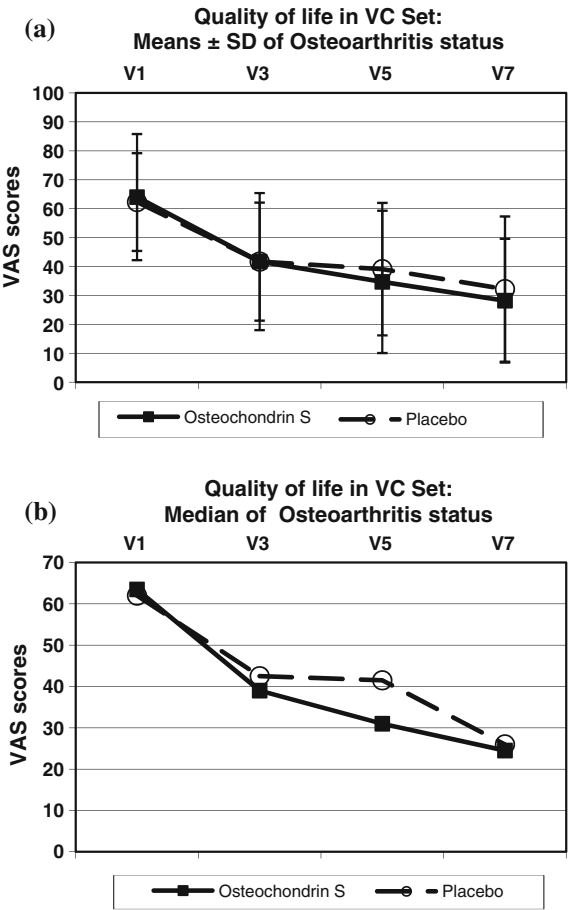 (a)
Quality of life in VC Set:
Means ± SD of Osteoarthritis status
V1 V3 V5 V7
VAS scores
100
90
80
70
60
50
40
30
20
10
0
Osteochondrin S Placebo
(b)
Quality of life in VC Set:
Median of Osteoarthritis status
V1 V3 V5 V7
VAS scores
70
60
50
40
30
20
10
0
Osteochondrin S Placebo